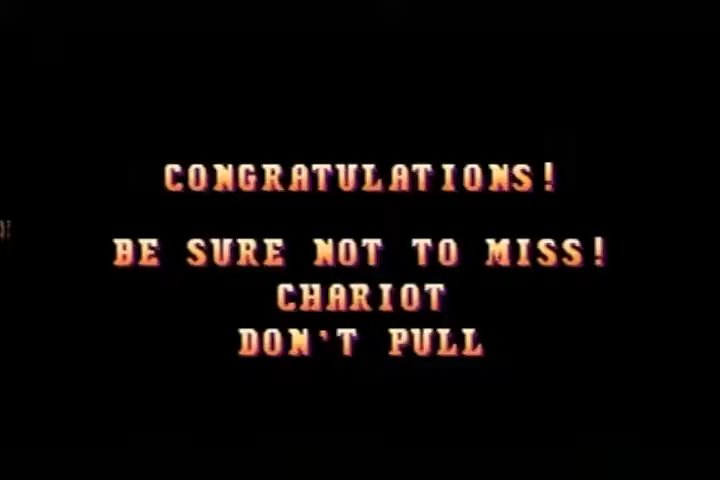 CONGRATULATIONS!
BE SURE NOT TO MISS!
CHARIOT
DON'T PULL